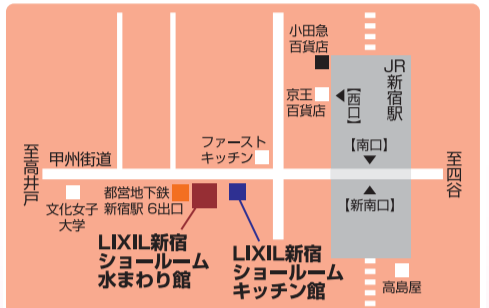 小田急
百貨店
JR新宿駅
京王
百貨店
【西口】
ファースト
キッチン
【南口】
至高井戸
甲州街道
至四谷
文化女子
大学
都営地下鉄
新宿駅 6出口
【新南口】
LIXIL新宿
ショールーム
水まわり館
LIXIL新宿
ショールーム
キッチン館
高島屋